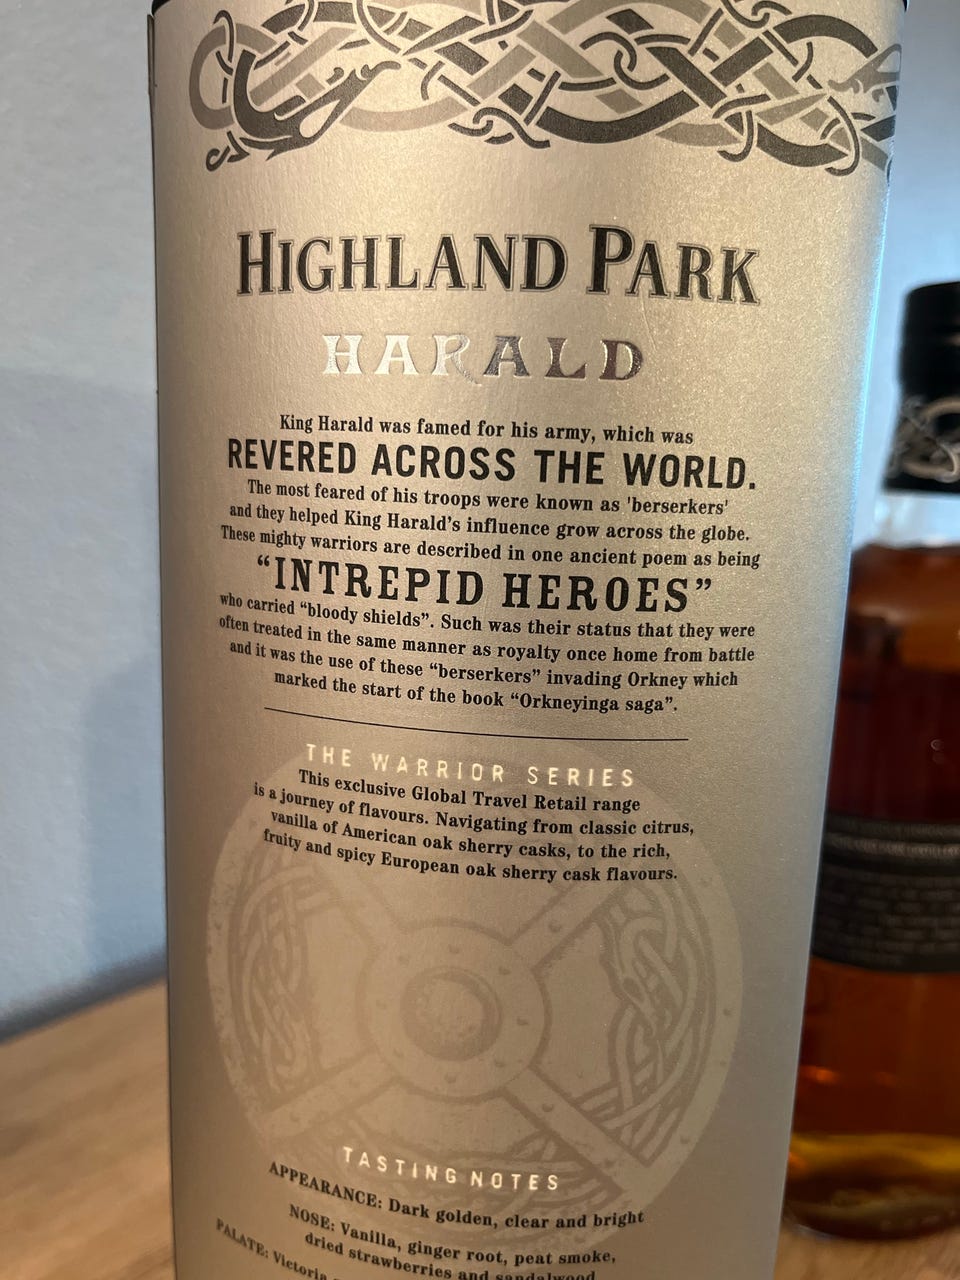 HIGHLAND PARK
HARALD
King Harald was famed for his army, which was
REVERED ACROSS THE WORLD.
The most feared of his troops were known as 'berserkers'
and they helped King Harald's influence grow across the globe.
These mighty warriors are described in one ancient poem as being
“INTREPID HEROES”
who carried “bloody shields”. Such was their status that they were
often treated in the same manner as royalty once home from battle
and it was the use of these “berserkers” invading Orkney which
marked the start of the book “Orkneyinga saga”.
THE WARRIOR SERIES
This exclusive Global Travel Retail range
is a journey of flavours. Navigating from classic citrus,
vanilla of American oak sherry casks, to the rich,
fruity and spicy European oak sherry cask flavours.
TASTING NOTES
APPEARANCE: Dark golden, clear and bright
NOSE: Vanilla, ginger root, peat smoke,
dried strawberries and sandalwood
PALATE: Victoria